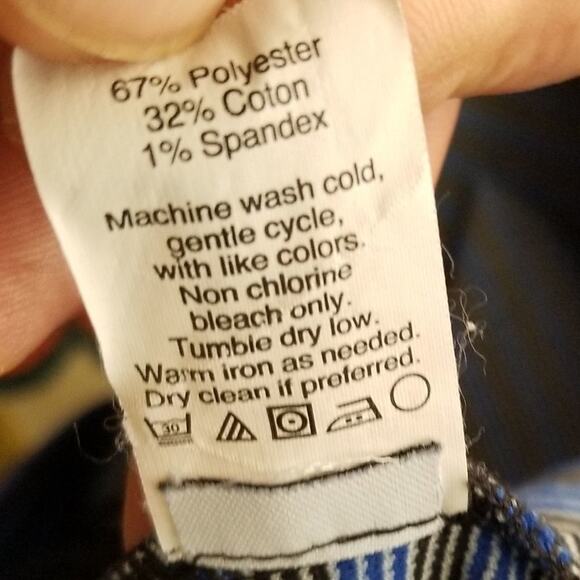 67% Polyester
32% Coton
1% Spandex
Machine wash cold,
gentle cycle,
with like colors.
Non chlorine
bleach only.
Tumble dry low.
Warm iron as needed.
Dry clean if preferred.
30